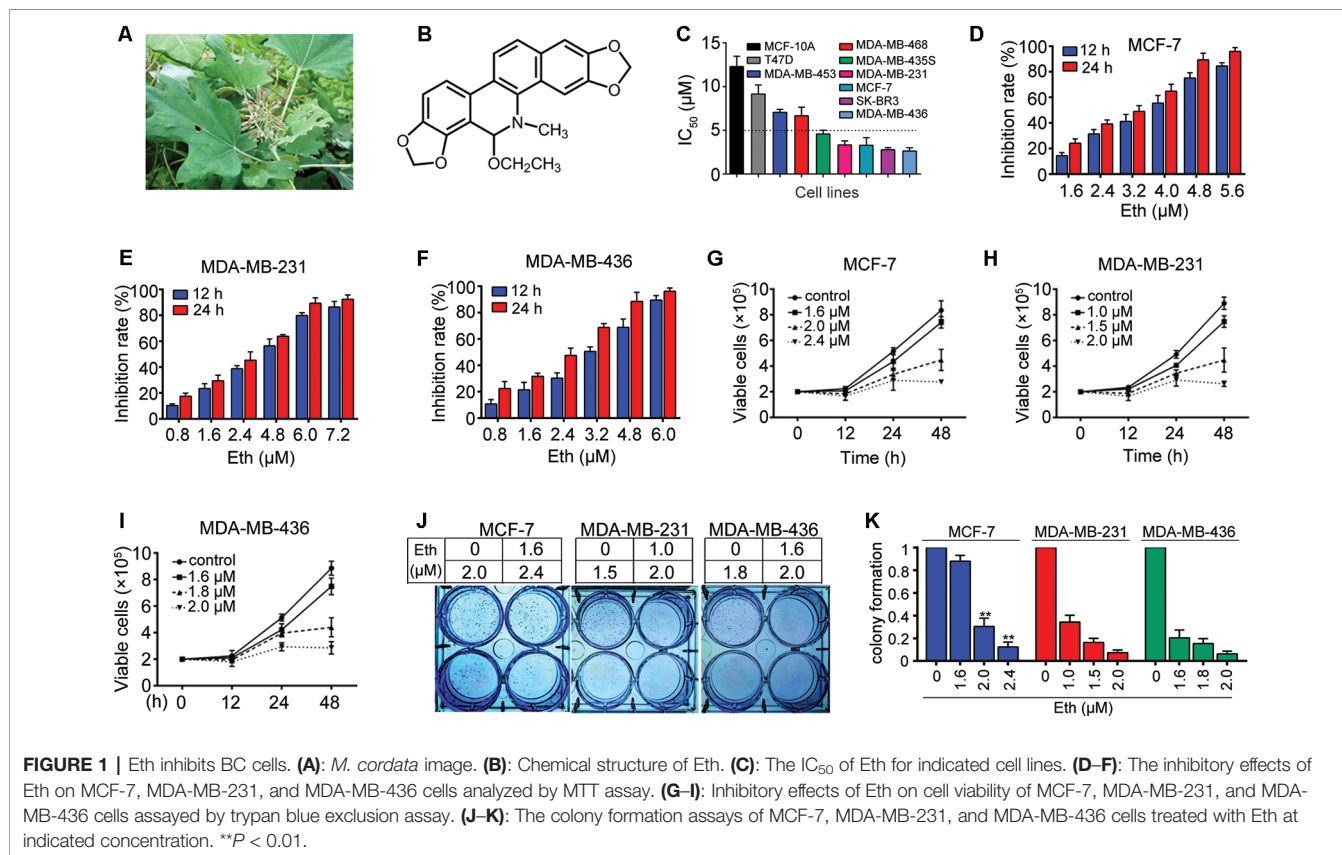 A
B
O
O
N
CH₃
O
O
OCH₂CH₃
C
IC₅₀ (µM)
15
10
5
0
MCF-10A
T47D
MDA-MB-453
MDA-MB-468
MDA-MB-435S
MDA-MB-231
MCF-7
SK-BR3
MDA-MB-436
Cell lines
D
MCF-7
Inhibition rate (%)
100
80
60
40
20
0
12 h
24 h
1.6 2.4 3.2 4.0 4.8 5.6
Eth (µM)
E
MDA-MB-231
Inhibition rate (%)
100
80
60
40
20
0
12 h
24 h
0.8 1.6 2.4 4.8 6.0 7.2
Eth (µM)
F
MDA-MB-436
Inhibition rate (%)
100
80
60
40
20
0
12 h
24 h
0.8 1.6 2.4 3.2 4.8 6.0
Eth (µM)
G
MCF-7
Viable cells (×10⁵)
10
8
6
4
2
0
control
1.6 µM
2.0 µM
2.4 µM
0 12 24 48
Time (h)
H
MDA-MB-231
Viable cells (×10⁵)
10
8
6
4
2
0
control
1.0 µM
1.5 µM
2.0 µM
0 12 24 48
Time (h)
I
MDA-MB-436
Viable cells (×10⁵)
10
8
6
4
2
0
control
1.6 µM
1.8 µM
2.0 µM
(h) 0 12 24 48
J
MCF-7 MDA-MB-231 MDA-MB-436
Eth 0 1.6 0 1.0 0 1.6
(µM) 2.0 2.4 1.5 2.0 1.8 2.0
K
MCF-7 MDA-MB-231 MDA-MB-436
colony formation
1
0.8
0.6
0.4
0.2
0
**
**
0 1.6 2.0 2.4 0 1.0 1.5 2.0 0 1.6 1.8 2.0
Eth (µM)
FIGURE 1 | Eth inhibits BC cells. (A): M. cordata image. (B): Chemical structure of Eth. (C): The IC₅₀ of Eth for indicated cell lines. (D–F): The inhibitory effects of
Eth on MCF-7, MDA-MB-231, and MDA-MB-436 cells analyzed by MTT assay. (G–I): Inhibitory effects of Eth on cell viability of MCF-7, MDA-MB-231, and MDA-
MB-436 cells assayed by trypan blue exclusion assay. (J–K): The colony formation assays of MCF-7, MDA-MB-231, and MDA-MB-436 cells treated with Eth at
indicated concentration. **P < 0.01.